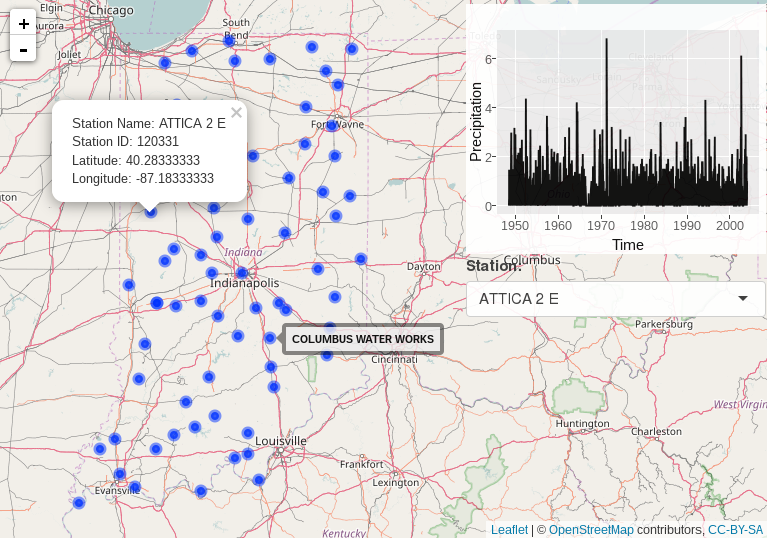 Elgin
Chicago
Aurora
Joliet
South
Bend
+
-
Station Name: ATTICA 2 E
Station ID: 120331
Latitude: 40.28333333
Longitude: -87.18333333
×
Fort Wayne
Indiana
Indianapolis
Dayton
Columbus
COLUMBUS WATER WORKS
Cincinnati
Louisville
Evansville
Frankfort
Lexington
Kentucky
Huntington
Charleston
Parkersburg
West Virgin
6
4
2
0
Precipitation
1950 1960 1970 1980 1990 2000
Time
Station:
ATTICA 2 E
Leaflet | © OpenStreetMap contributors, CC-BY-SA